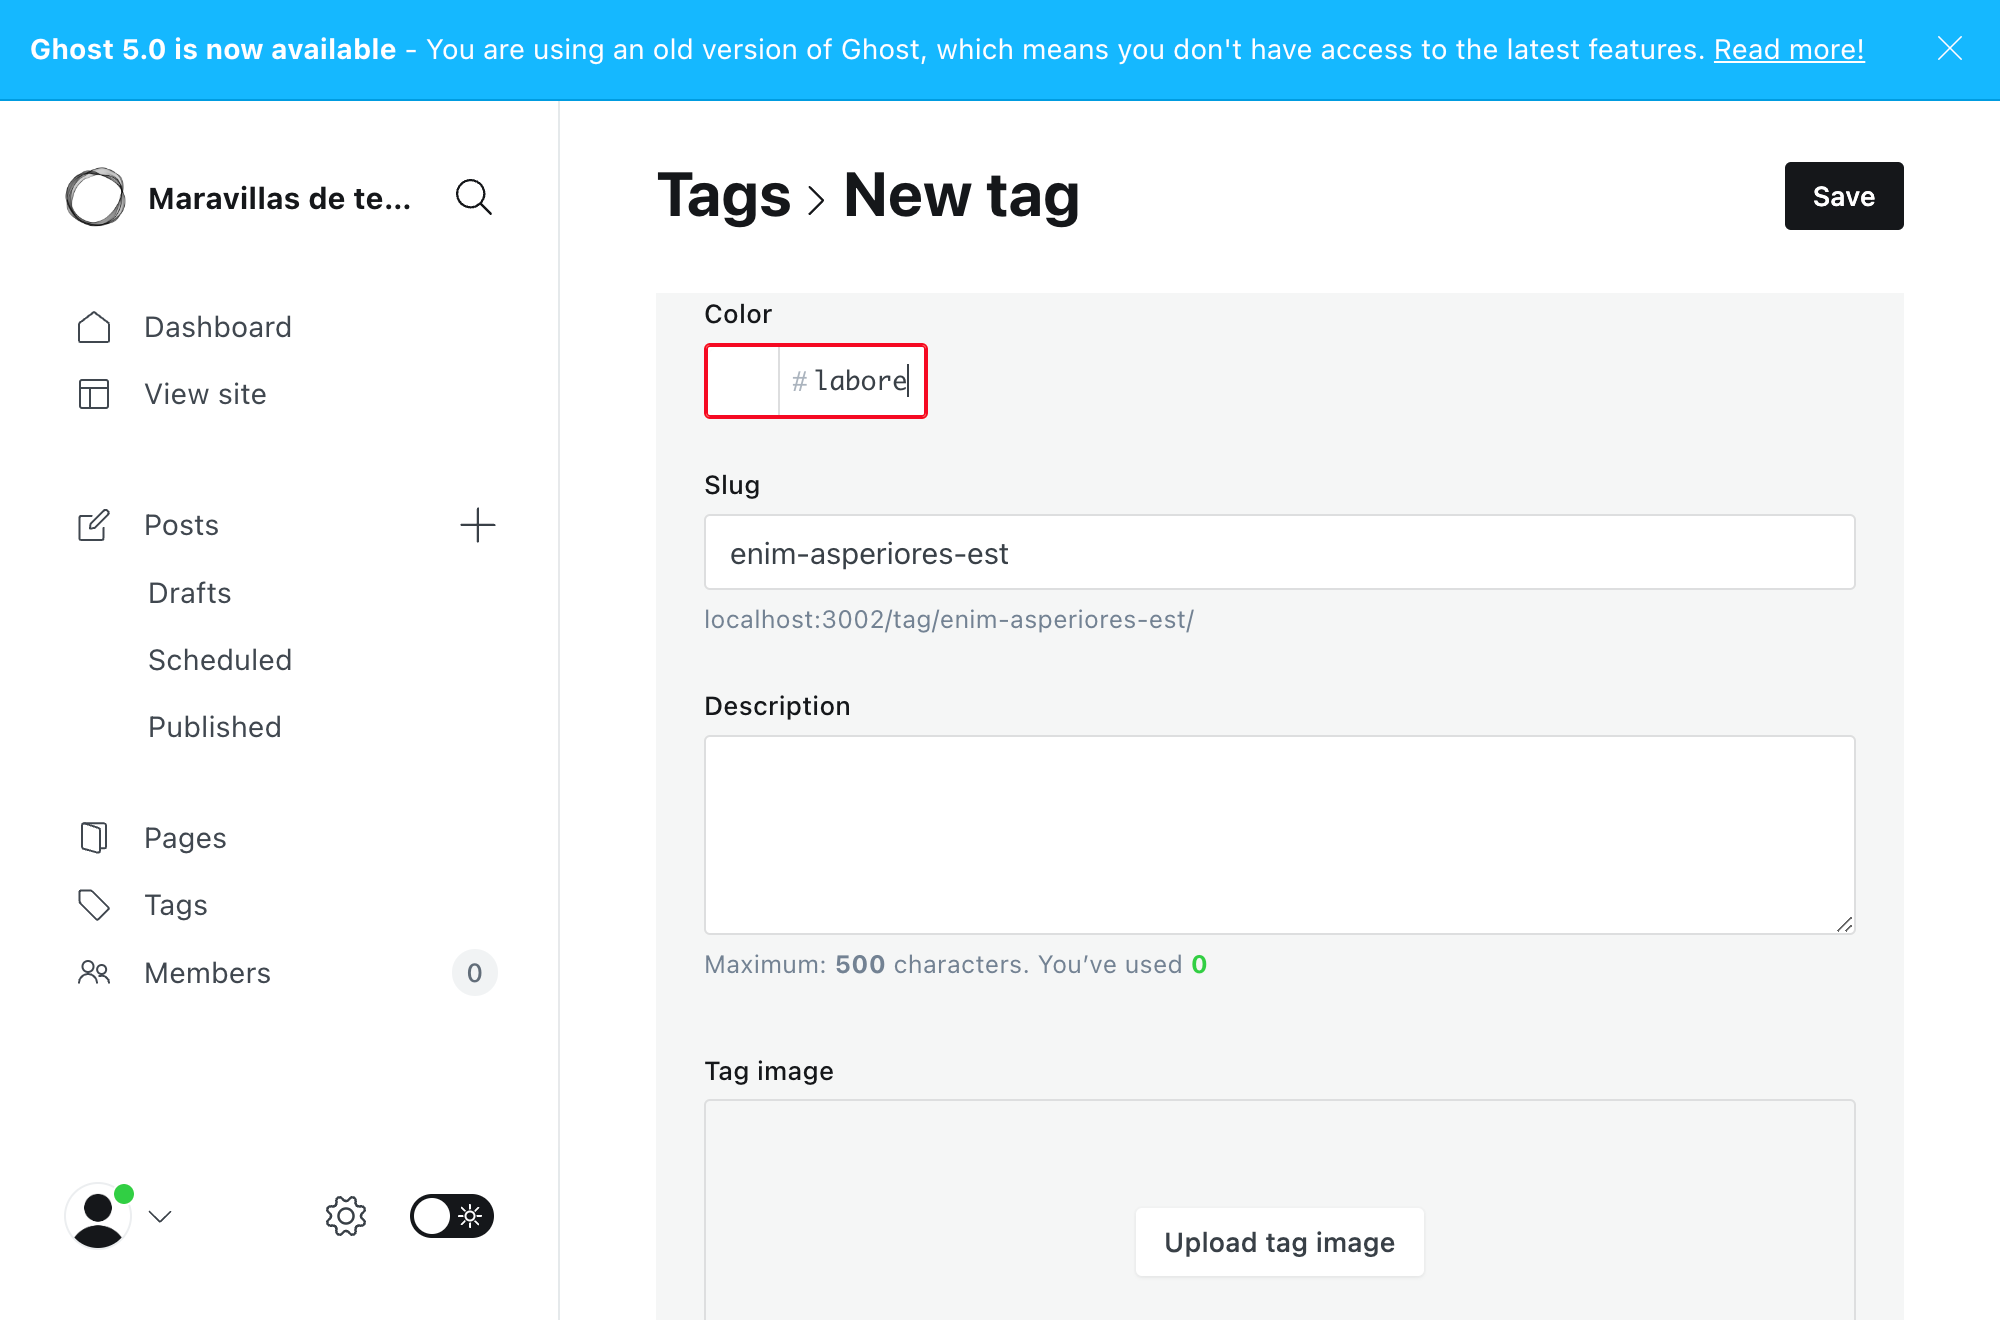 Ghost 5.0 is now available - You are using an old version of Ghost, which means you don't have access to the latest features. Read more!
Maravillas de te...
Dashboard
View site
Posts
Drafts
Scheduled
Published
Pages
Tags
Members 0
Tags > New tag
Save
Color
#labore
Slug
enim-asperiores-est
localhost:3002/tag/enim-asperiores-est/
Description
Maximum: 500 characters. You’ve used 0
Tag image
Upload tag image